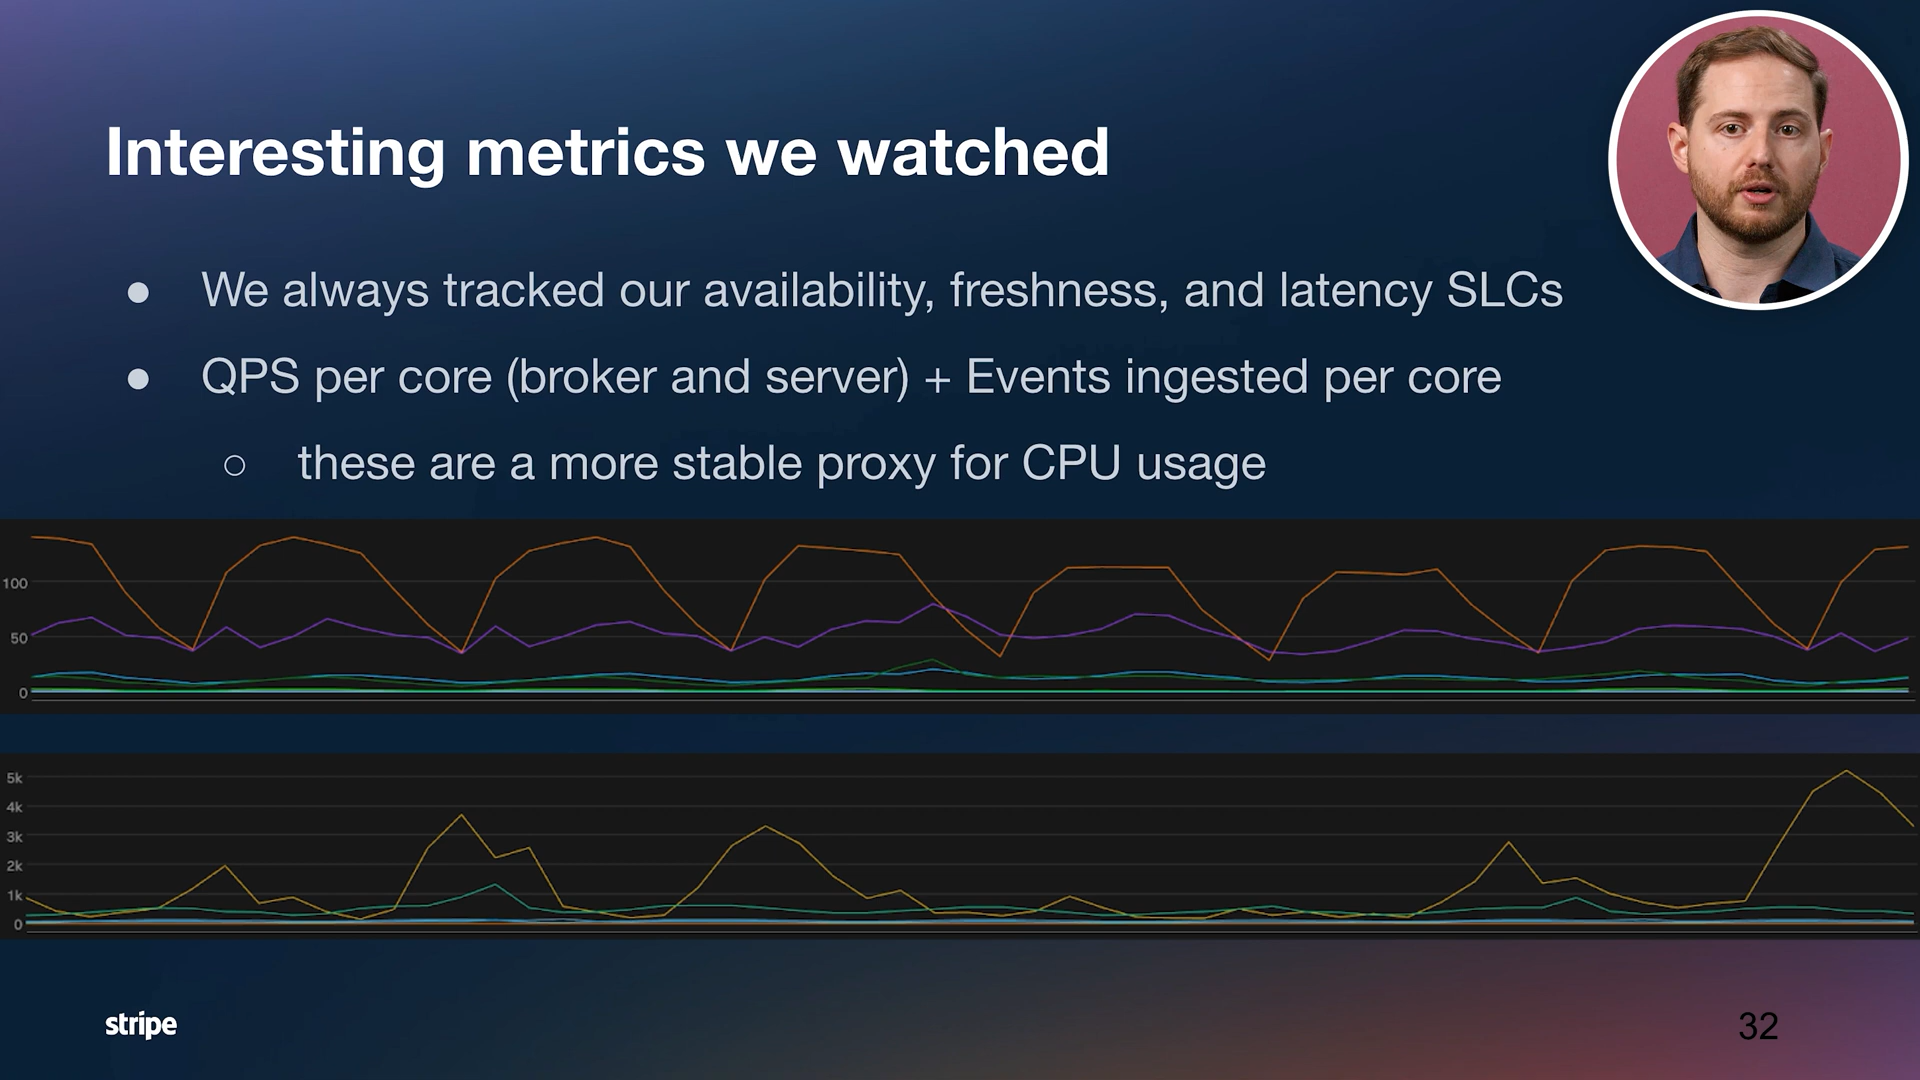 Interesting metrics we watched
● We always tracked our availability, freshness, and latency SLCs
● QPS per core (broker and server) + Events ingested per core
○ these are a more stable proxy for CPU usage
100
50
0
5k
4k
3k
2k
1k
0
stripe
32